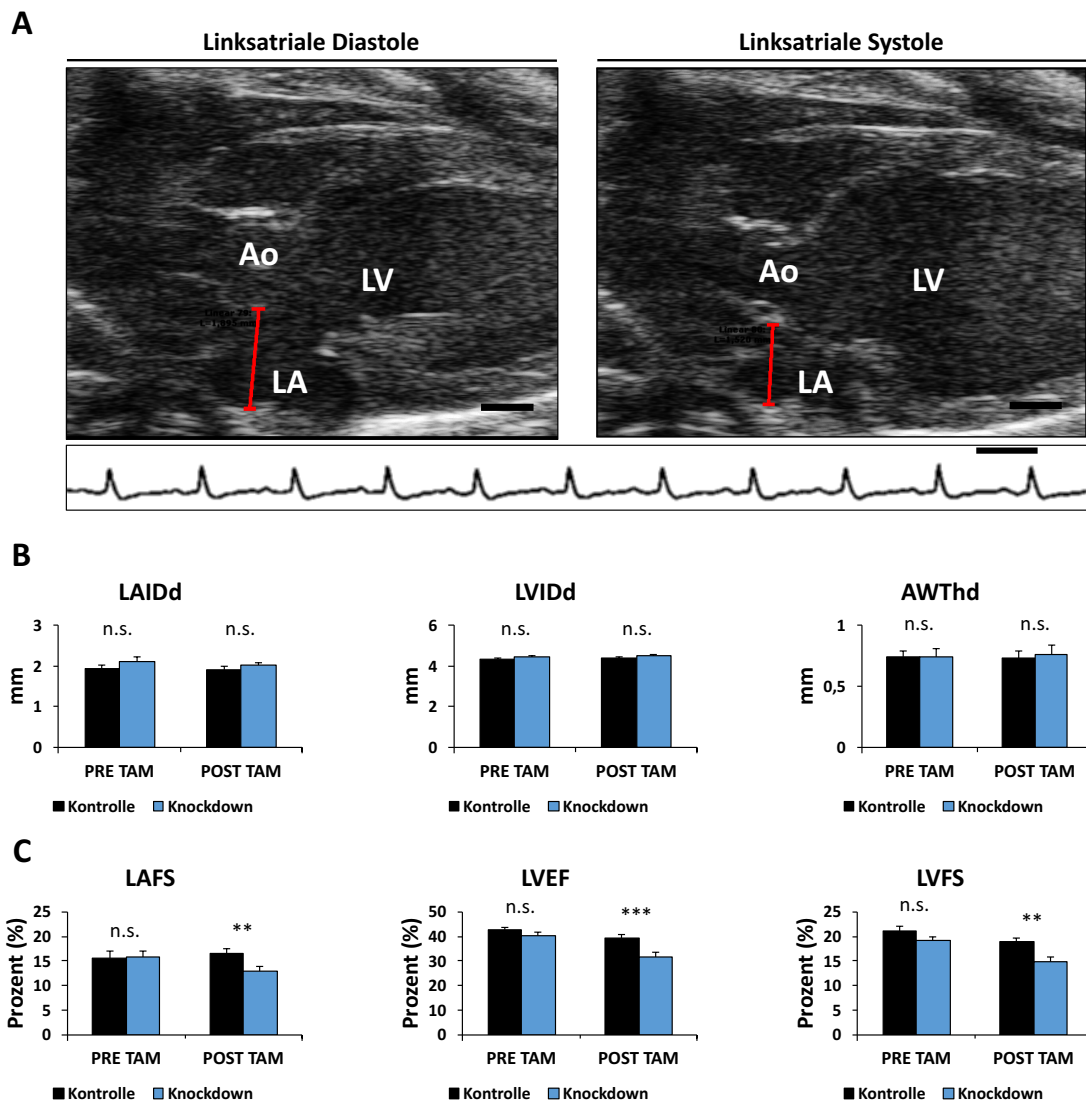 A
Linksatriale Diastole
Linksatriale Systole
Ao
LV
LA
Ao
LV
LA
B
LAIDd
mm
3
2
1
0
n.s.
n.s.
PRE TAM
POST TAM
Kontrolle
Knockdown
LVIDd
mm
6
4
2
0
n.s.
n.s.
PRE TAM
POST TAM
Kontrolle
Knockdown
AWThd
mm
1
0,5
0
n.s.
n.s.
PRE TAM
POST TAM
Kontrolle
Knockdown
C
LAFS
Prozent (%)
25
20
15
10
5
0
n.s.
**
PRE TAM
POST TAM
Kontrolle
Knockdown
LVEF
Prozent (%)
50
40
30
20
10
0
n.s.
***
PRE TAM
POST TAM
Kontrolle
Knockdown
LVFS
Prozent (%)
25
20
15
10
5
0
n.s.
**
PRE TAM
POST TAM
Kontrolle
Knockdown